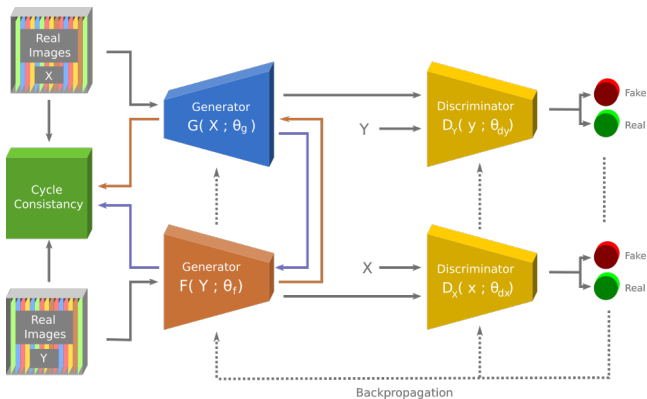 Real
Images
X
Generator
G( X ; θg )
Discriminator
DY( y ; θdy)
Y
Fake
Real
Cycle
Consistancy
Generator
F( Y ; θf)
X
Discriminator
DX( x ; θdx)
Fake
Real
Real
Images
Y
Backpropagation